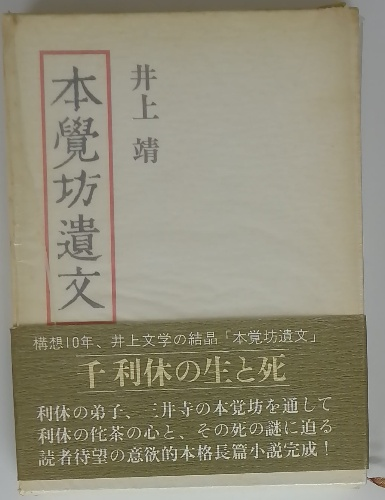 井上 靖
本覺坊遺文
構想10年、井上文学の結晶『本覚坊遺文』
千利休の生と死
利休の弟子、三井寺の本覚坊を通して
利休の侘茶の心と、その死の謎に迫る
読者待望の意欲的本格長篇小説完成!